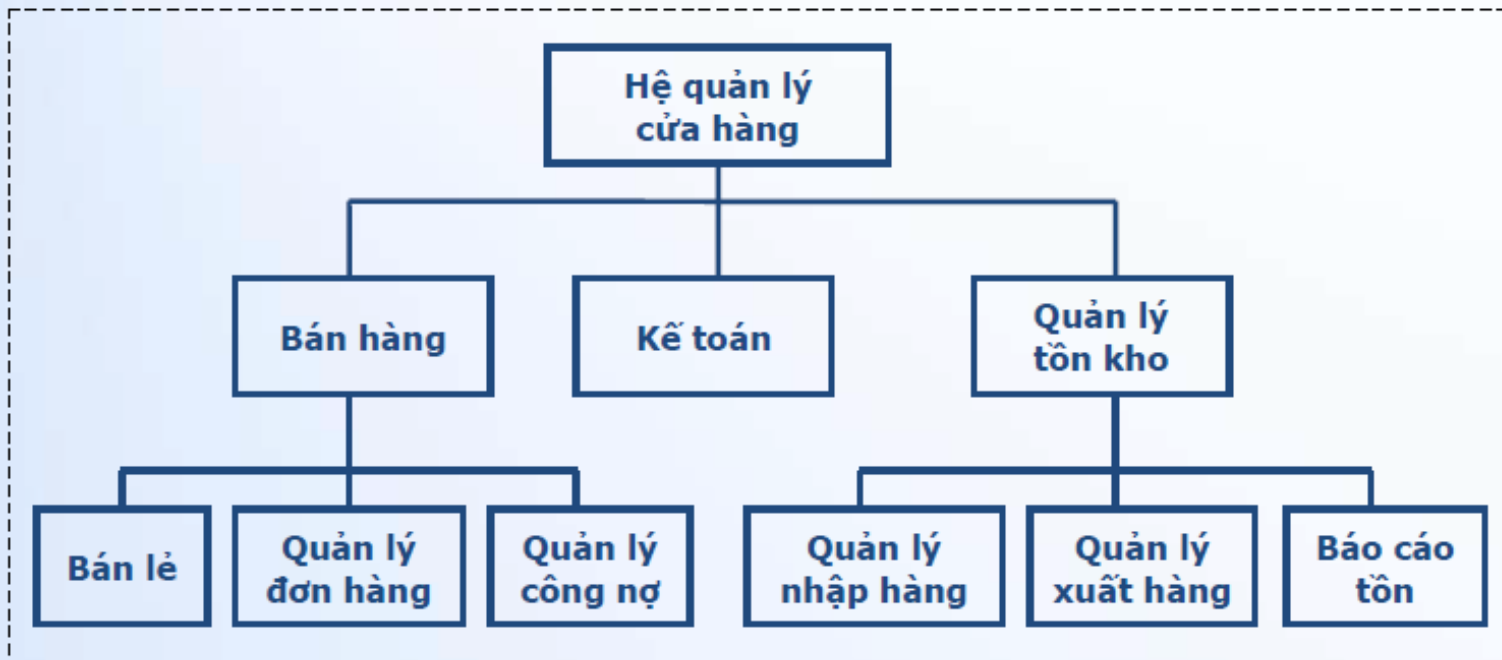 Hệ quản lý
cửa hàng
Bán hàng
Kế toán
Quản lý
tồn kho
Bán lẻ
Quản lý
đơn hàng
Quản lý
công nợ
Quản lý
nhập hàng
Quản lý
xuất hàng
Báo cáo
tồn